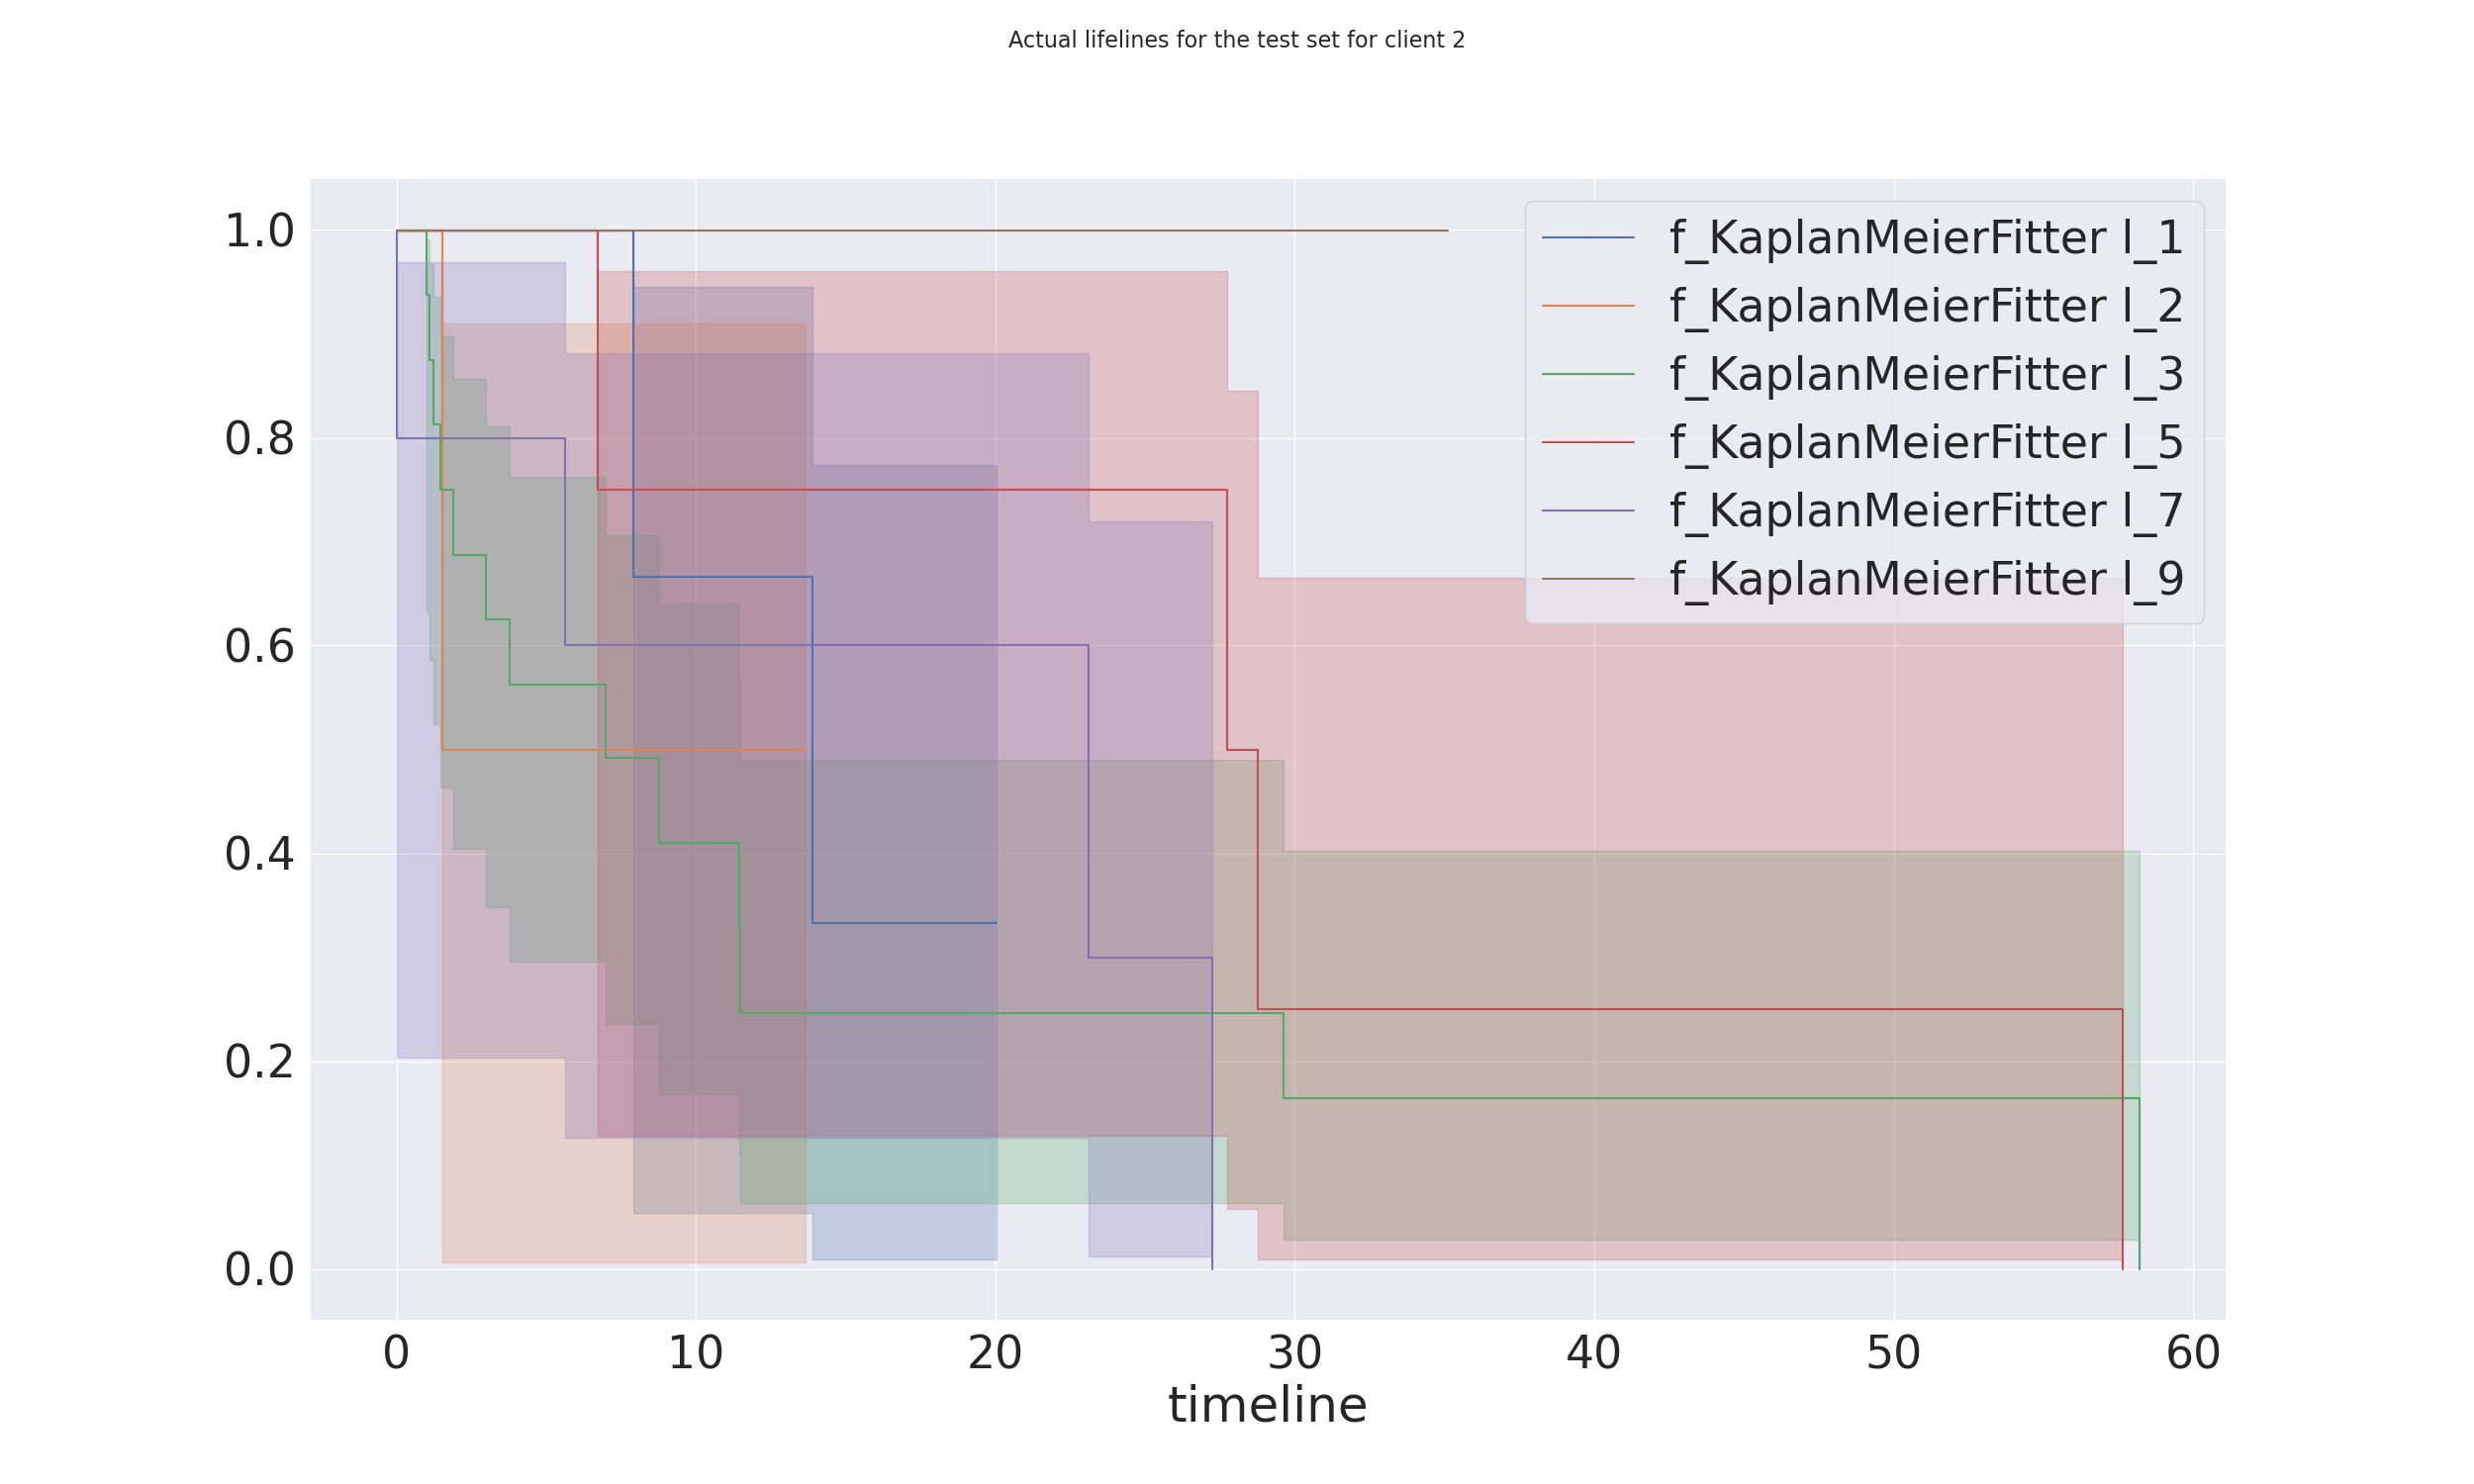 Actual lifelines for the test set for client 2
1.0
0.8
0.6
0.4
0.2
0.0
f_KaplanMeierFitter l_1
f_KaplanMeierFitter l_2
f_KaplanMeierFitter l_3
f_KaplanMeierFitter l_5
f_KaplanMeierFitter l_7
f_KaplanMeierFitter l_9
0 10 20 30 40 50 60
timeline